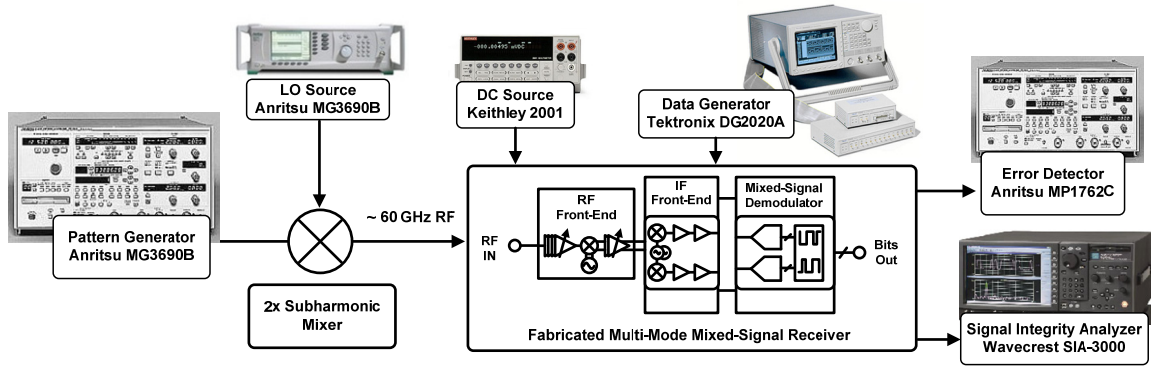 LO Source
Anritsu MG3690B
DC Source
Keithley 2001
Data Generator
Tektronix DG2020A
Error Detector
Anritsu MP1762C
Pattern Generator
Anritsu MG3690B
~ 60 GHz RF
2x Subharmonic
Mixer
RF
IN
RF
Front-End
IF
Front-End
Mixed-Signal
Demodulator
Bits
Out
Fabricated Multi-Mode Mixed-Signal Receiver
Signal Integrity Analyzer
Wavecrest SIA-3000